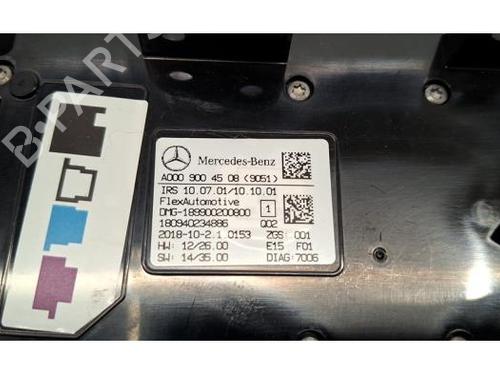 B-PARTS
Mercedes-Benz
A000 900 45 08 (9051)
IRS 10.07.01/10.10.01
FlexAutomotive
DMG-189900200800 1
180940234886 Q02
2018-10-2.1 0153 ZGS: 001
HW: 12/26.00 E15 F01
SW: 14/35.00 DIAG:7006